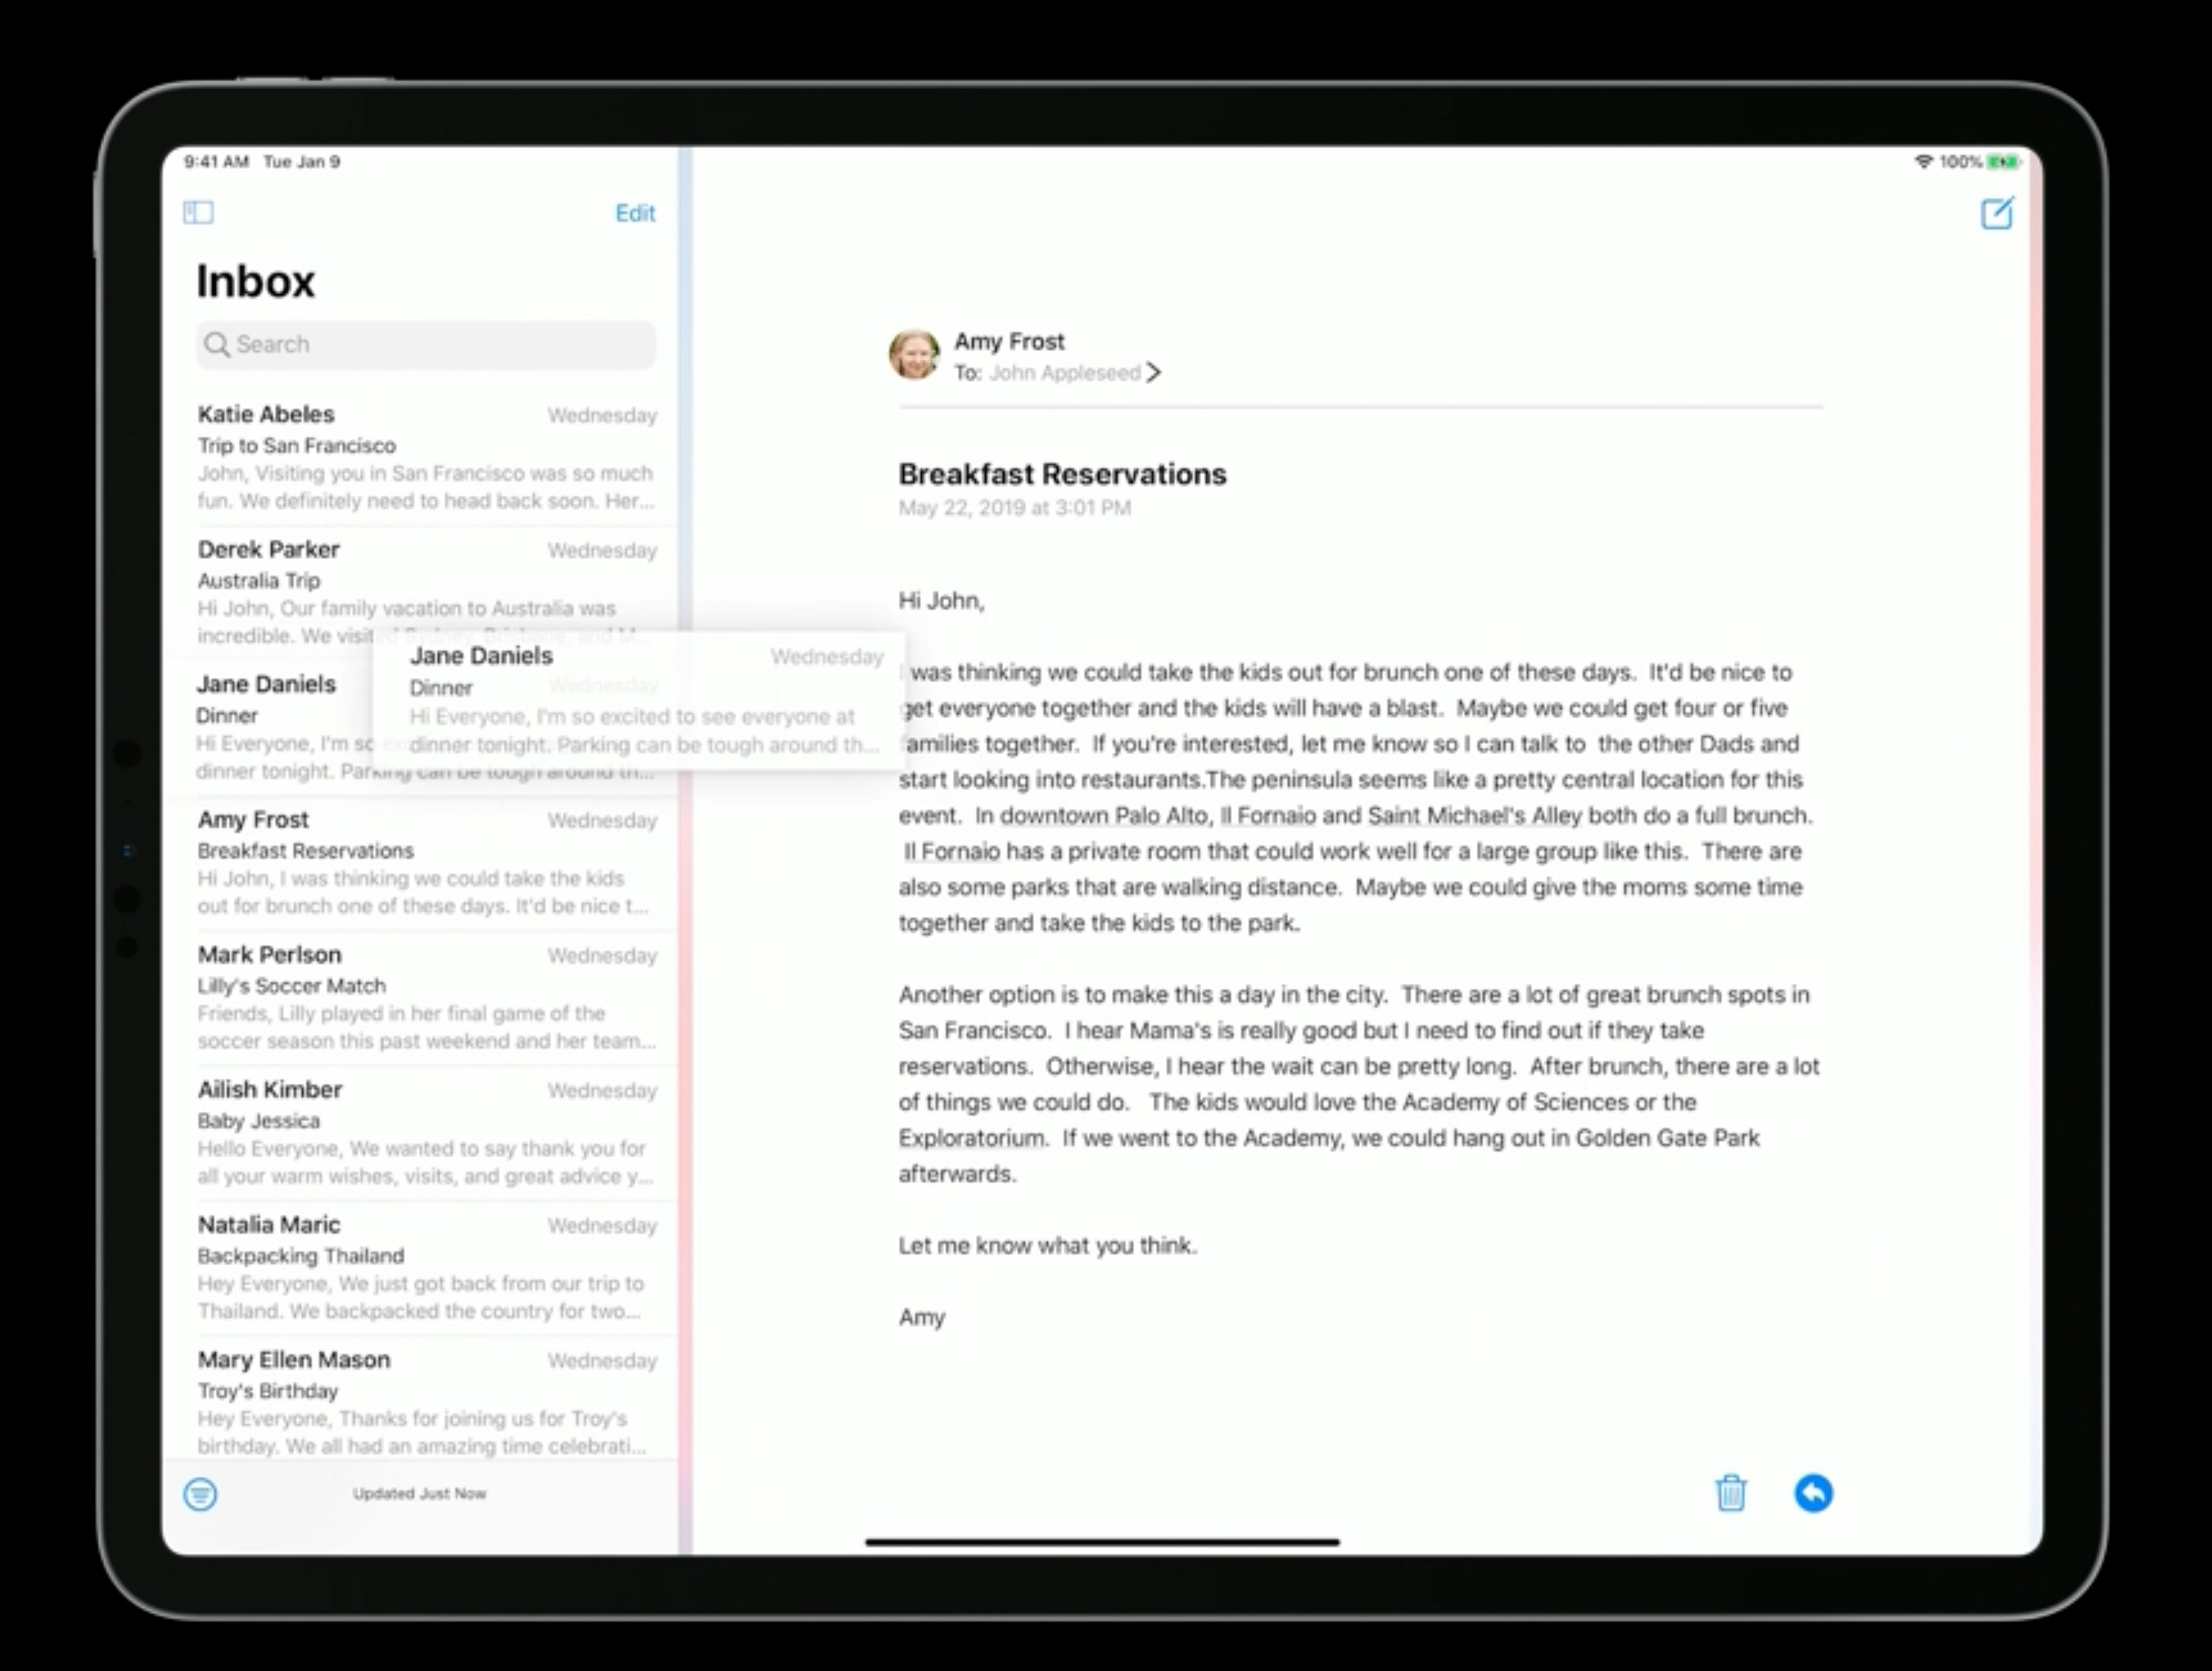 9:41 AM Tue Jan 9
100%
Edit
Inbox
Search
Katie Abeles Wednesday
Trip to San Francisco
John, Visiting you in San Francisco was so much
fun. We definitely need to head back soon. Her...
Derek Parker Wednesday
Australia Trip
Hi John, Our family vacation to Australia was
incredible. We visited Sydney, Brisbane, and M...
Jane Daniels Wednesday
Dinner
Hi Everyone, I'm so
dinner tonight. Parking can be tough around th...
Jane Daniels Wednesday
Dinner
Hi Everyone, I'm so excited to see everyone at
dinner tonight. Parking can be tough around th...
Amy Frost Wednesday
Breakfast Reservations
Hi John, I was thinking we could take the kids
out for brunch one of these days. It'd be nice t...
Mark Perlson Wednesday
Lilly's Soccer Match
Friends, Lilly played in her final game of the
soccer season this past weekend and her team...
Ailish Kimber Wednesday
Baby Jessica
Hello Everyone, We wanted to say thank you for
all your warm wishes, visits, and great advice y...
Natalia Maric Wednesday
Backpacking Thailand
Hey Everyone, We just got back from our trip to
Thailand. We backpacked the country for two...
Mary Ellen Mason Wednesday
Troy's Birthday
Hey Everyone, Thanks for joining us for Troy's
birthday. We all had an amazing time celebrati...
Updated Just Now
Amy Frost
To: John Appleseed >
Breakfast Reservations
May 22, 2019 at 3:01 PM
Hi John,
I was thinking we could take the kids out for brunch one of these days. It'd be nice to
get everyone together and the kids will have a blast. Maybe we could get four or five
families together. If you're interested, let me know so I can talk to the other Dads and
start looking into restaurants.The peninsula seems like a pretty central location for this
event. In downtown Palo Alto, Il Fornaio and Saint Michael's Alley both do a full brunch.
Il Fornaio has a private room that could work well for a large group like this. There are
also some parks that are walking distance. Maybe we could give the moms some time
together and take the kids to the park.
Another option is to make this a day in the city. There are a lot of great brunch spots in
San Francisco. I hear Mama's is really good but I need to find out if they take
reservations. Otherwise, I hear the wait can be pretty long. After brunch, there are a lot
of things we could do. The kids would love the Academy of Sciences or the
Exploratorium. If we went to the Academy, we could hang out in Golden Gate Park
afterwards.
Let me know what you think.
Amy